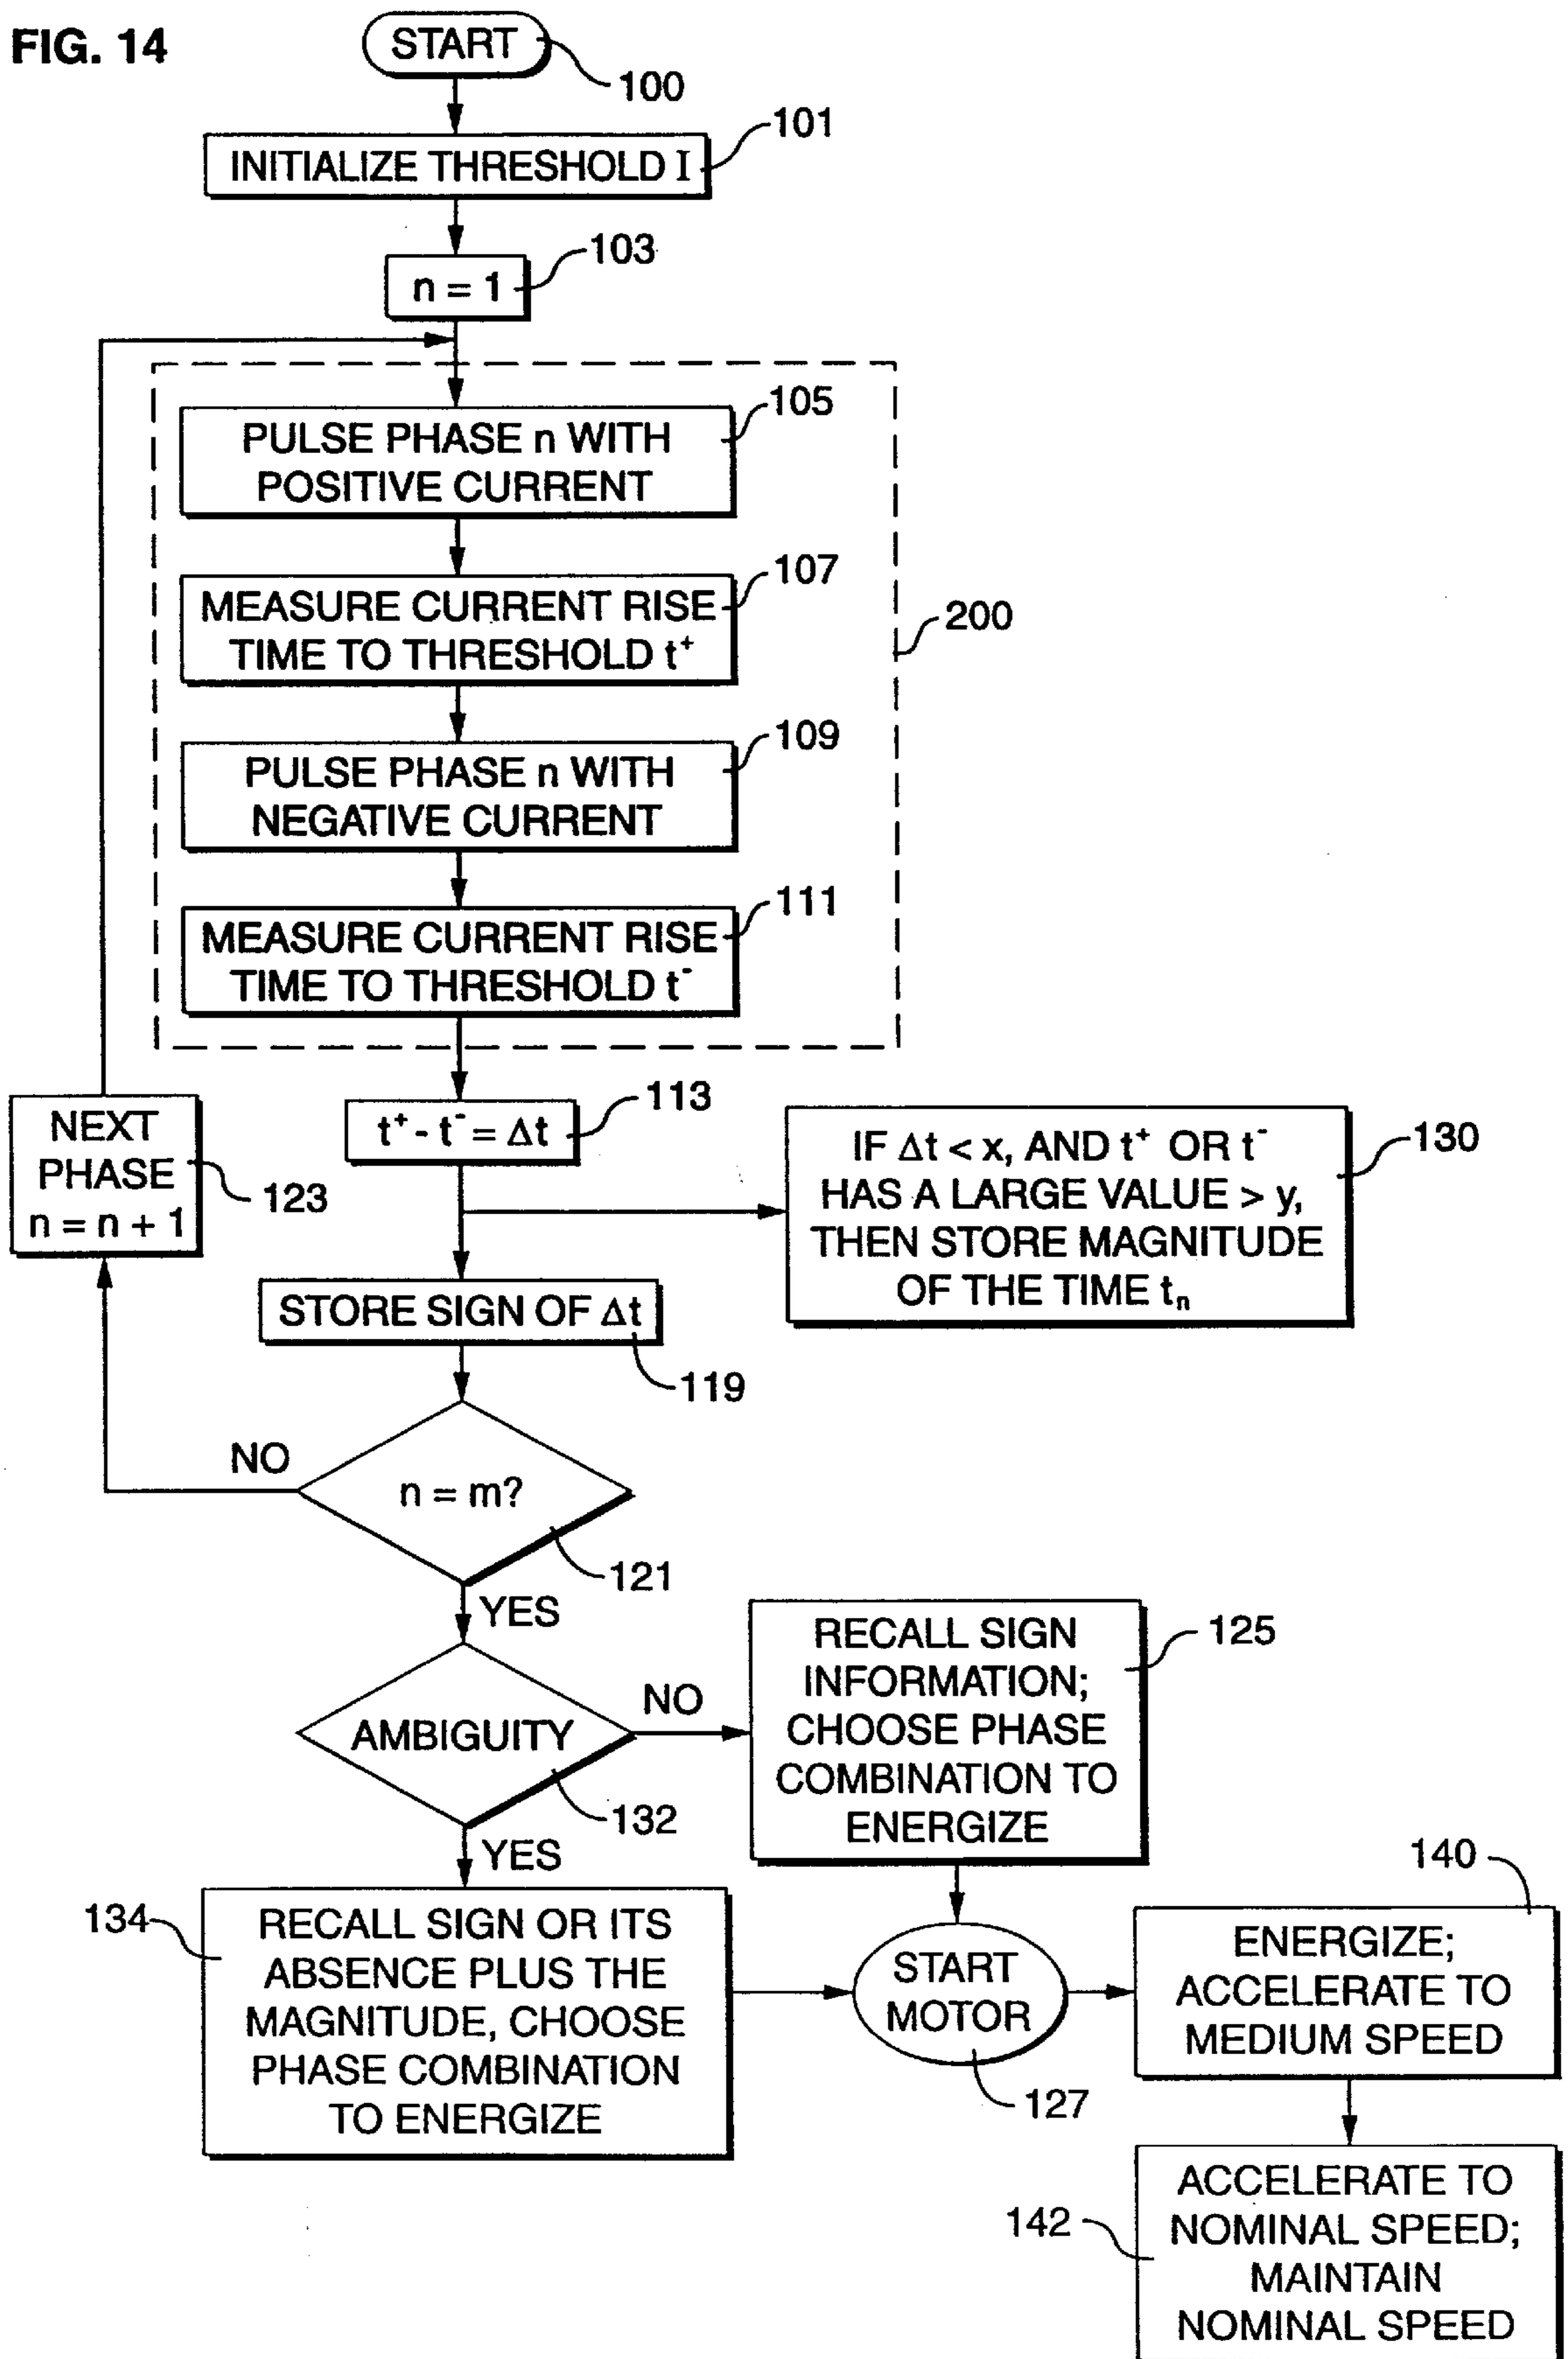 FIG. 14
START
100
INITIALIZE THRESHOLD I
101
n = 1
103
PULSE PHASE n WITH
POSITIVE CURRENT
105
MEASURE CURRENT RISE
TIME TO THRESHOLD t⁺
107
200
PULSE PHASE n WITH
NEGATIVE CURRENT
109
MEASURE CURRENT RISE
TIME TO THRESHOLD t⁻
111
t⁺ - t⁻ = Δt
113
NEXT
PHASE
n = n + 1
123
IF Δt < x, AND t⁺ OR t⁻
HAS A LARGE VALUE > y,
THEN STORE MAGNITUDE
OF THE TIME tₙ
130
STORE SIGN OF Δt
119
NO
n = m?
121
YES
AMBIGUITY
132
NO
RECALL SIGN
INFORMATION;
CHOOSE PHASE
COMBINATION TO
ENERGIZE
125
YES
134
RECALL SIGN OR ITS
ABSENCE PLUS THE
MAGNITUDE, CHOOSE
PHASE COMBINATION
TO ENERGIZE
START
MOTOR
127
140
ENERGIZE;
ACCELERATE TO
MEDIUM SPEED
142
ACCELERATE TO
NOMINAL SPEED;
MAINTAIN
NOMINAL SPEED